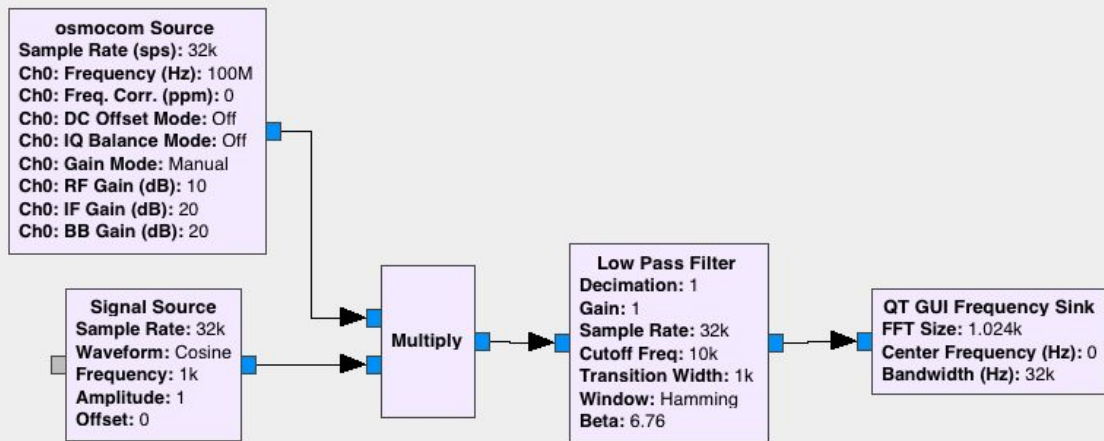 osmocom Source
Sample Rate (sps): 32k
Ch0: Frequency (Hz): 100M
Ch0: Freq. Corr. (ppm): 0
Ch0: DC Offset Mode: Off
Ch0: IQ Balance Mode: Off
Ch0: Gain Mode: Manual
Ch0: RF Gain (dB): 10
Ch0: IF Gain (dB): 20
Ch0: BB Gain (dB): 20
Signal Source
Sample Rate: 32k
Waveform: Cosine
Frequency: 1k
Amplitude: 1
Offset: 0
Multiply
Low Pass Filter
Decimation: 1
Gain: 1
Sample Rate: 32k
Cutoff Freq: 10k
Transition Width: 1k
Window: Hamming
Beta: 6.76
QT GUI Frequency Sink
FFT Size: 1.024k
Center Frequency (Hz): 0
Bandwidth (Hz): 32k